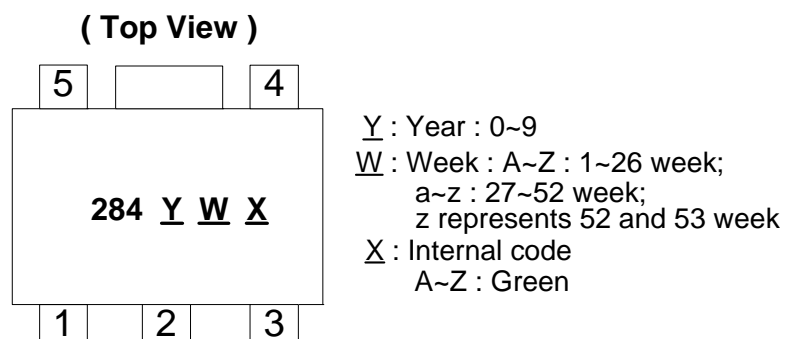 ( Top View )
5 4
284 Y W X
1 2 3
Y : Year : 0~9
W : Week : A~Z : 1~26 week;
a~z : 27~52 week;
z represents 52 and 53 week
X : Internal code
A~Z : Green